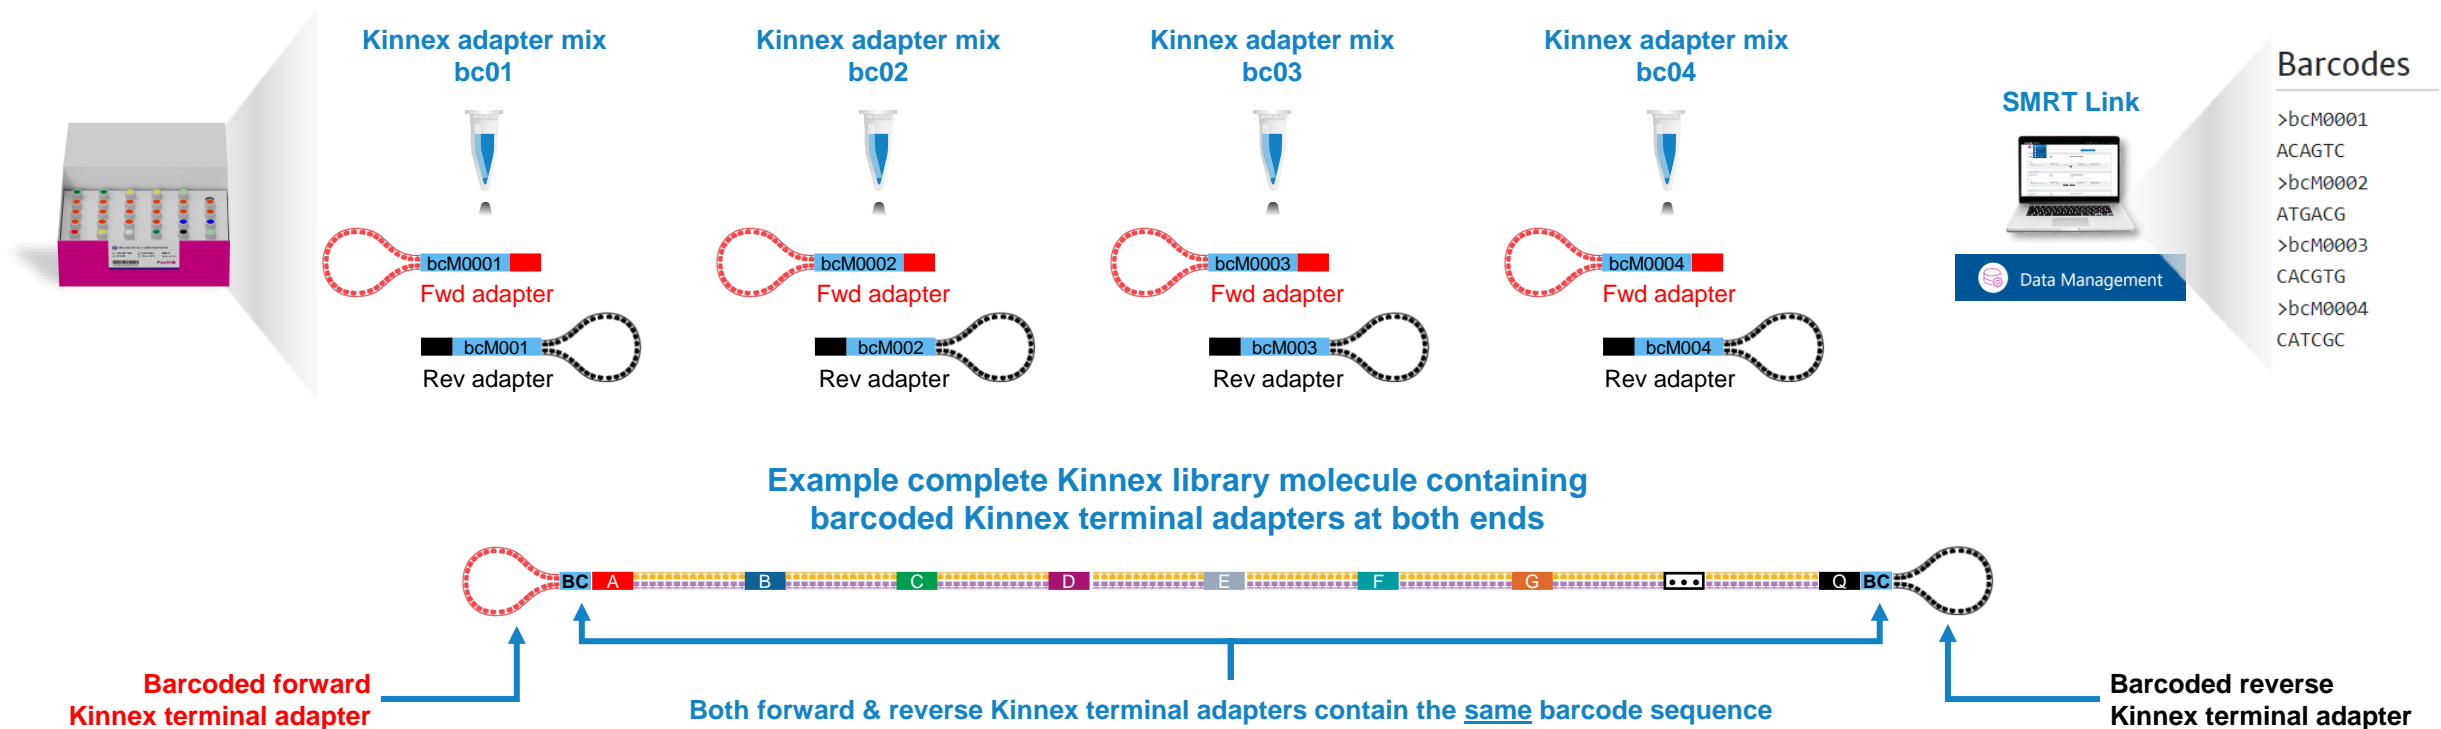 Kinnex adapter mix
bc01
Kinnex adapter mix
bc02
Kinnex adapter mix
bc03
Kinnex adapter mix
bc04
bcM0001
Fwd adapter
bcM001
Rev adapter
bcM0002
Fwd adapter
bcM002
Rev adapter
bcM0003
Fwd adapter
bcM003
Rev adapter
bcM0004
Fwd adapter
bcM004
Rev adapter
SMRT Link
Data Management
Barcodes
>bcM0001
ACAGTC
>bcM0002
ATGACG
>bcM0003
CACGTG
>bcM0004
CATCGC
Example complete Kinnex library molecule containing
barcoded Kinnex terminal adapters at both ends
BC A B C D E F G ... Q BC
Barcoded forward
Kinnex terminal adapter
Both forward & reverse Kinnex terminal adapters contain the same barcode sequence
Barcoded reverse
Kinnex terminal adapter